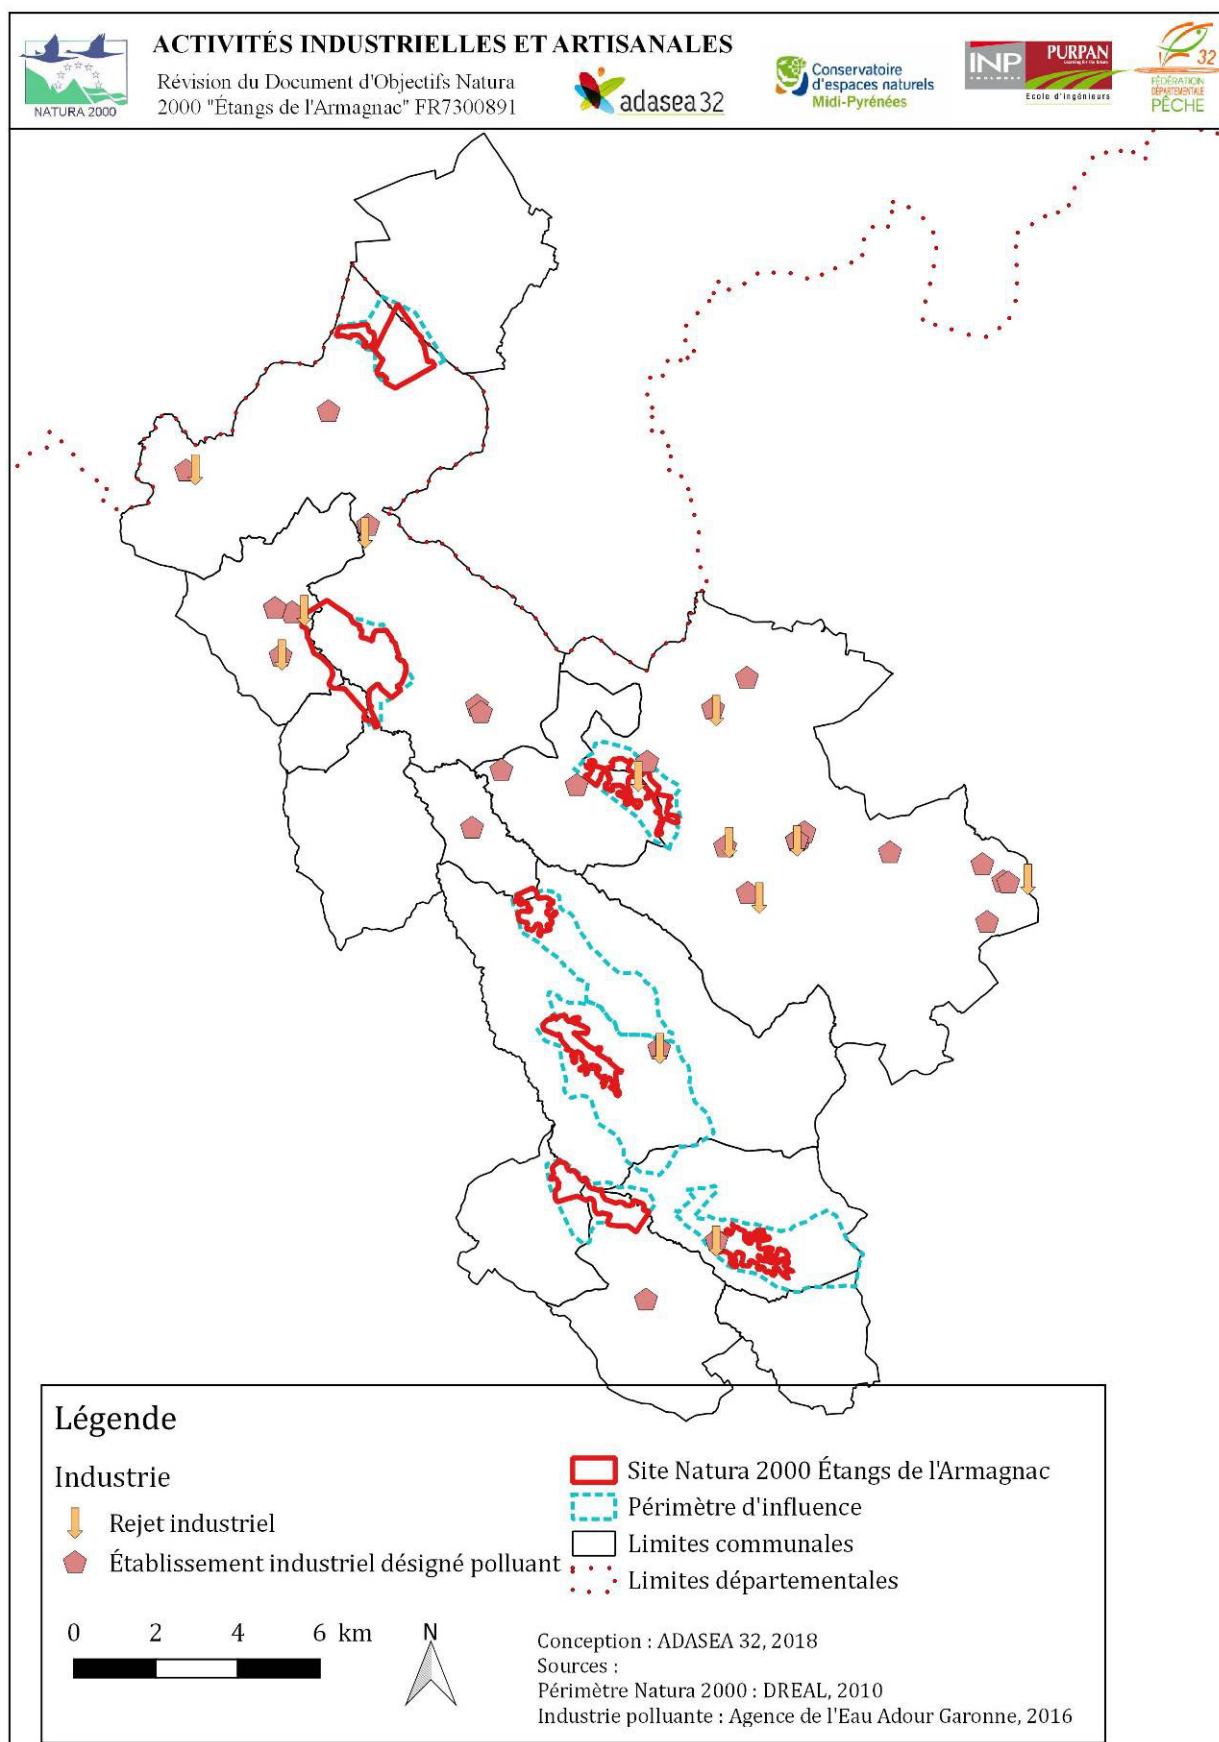 NATURA 2000
ACTIVITÉS INDUSTRIELLES ET ARTISANALES
Révision du Document d'Objectifs Natura
2000 "Étangs de l'Armagnac" FR7300891
adasea32
Conservatoire
d'espaces naturels
Midi-Pyrénées
INP
PURPAN
Ecole d'Ingénieurs
32
FÉDÉRATION
DÉPARTEMENTALE
PÊCHE
Légende
Industrie
Rejet industriel
Établissement industriel désigné polluant
Site Natura 2000 Étangs de l'Armagnac
Périmètre d'influence
Limites communales
Limites départementales
0 2 4 6 km
N
Conception : ADASEA 32, 2018
Sources :
Périmètre Natura 2000 : DREAL, 2010
Industrie polluante : Agence de l'Eau Adour Garonne, 2016